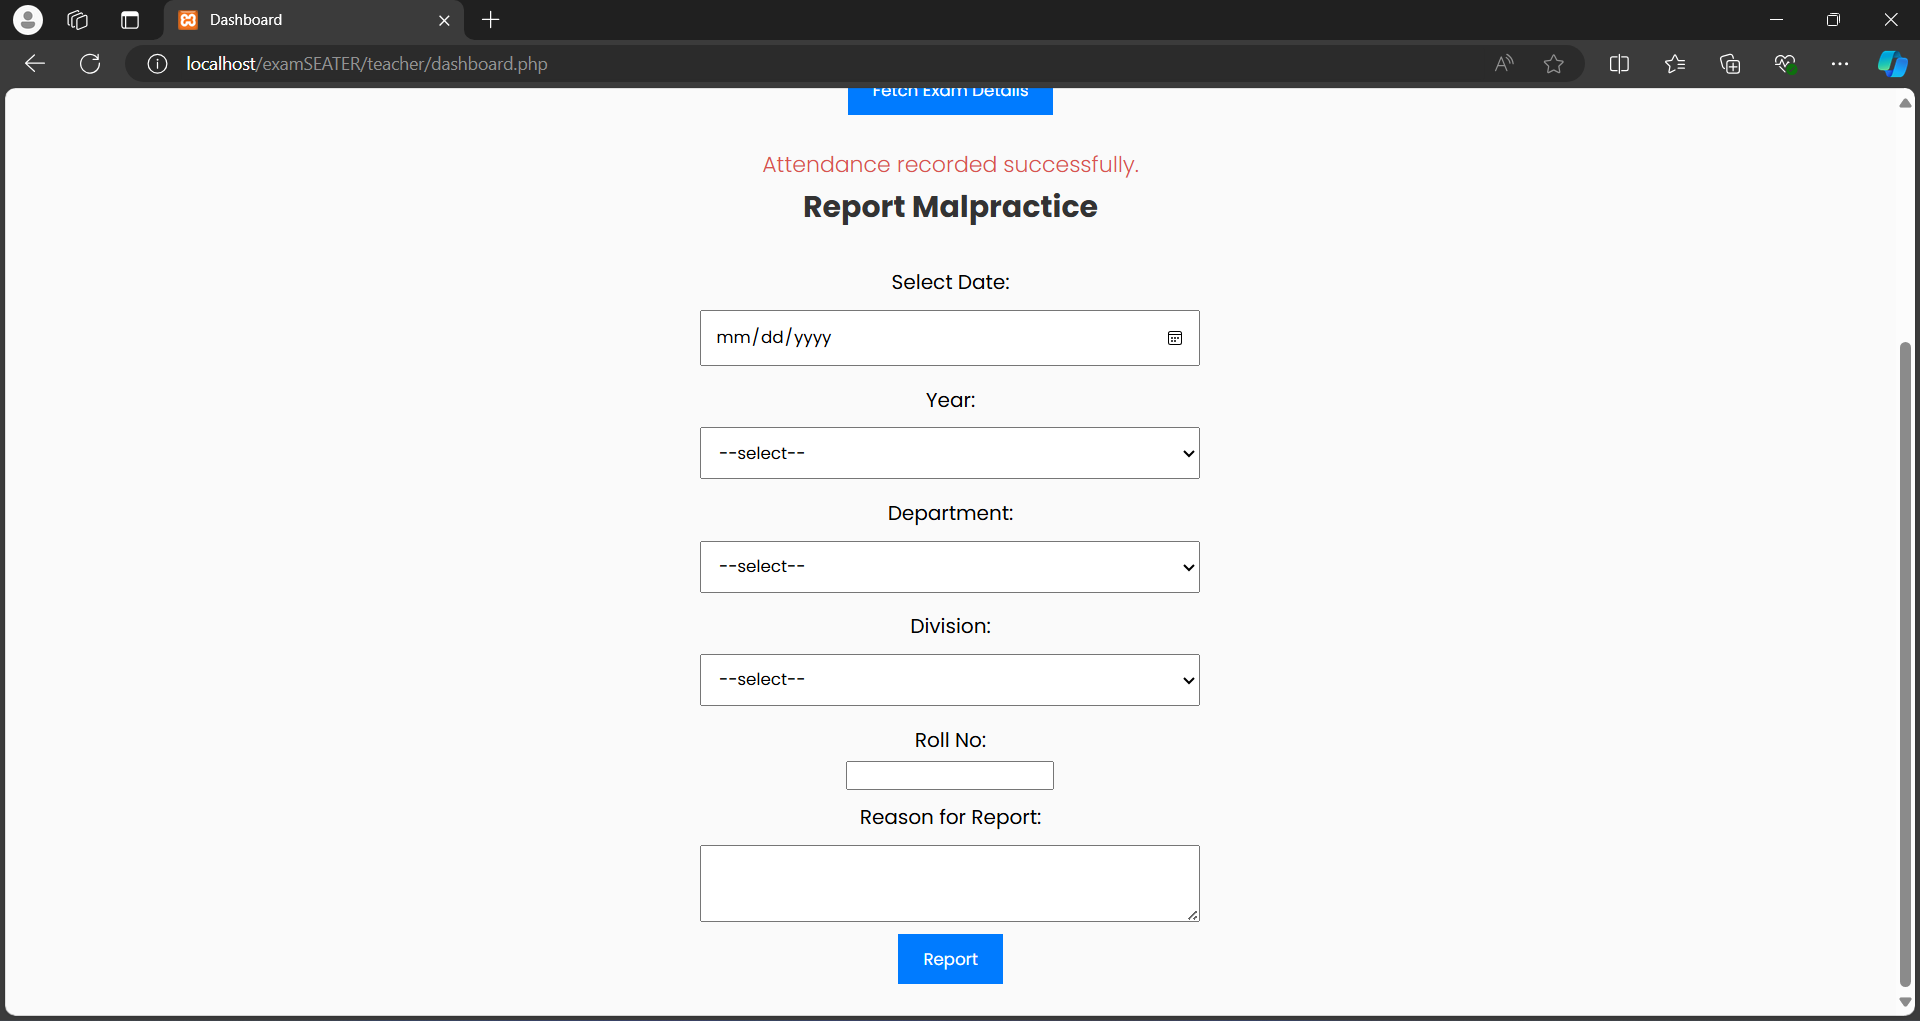 Dashboard
localhost/examSEATER/teacher/dashboard.php
Fetch Exam Details
Attendance recorded successfully.
Report Malpractice
Select Date:
mm/dd/yyyy
Year:
--select--
Department:
--select--
Division:
--select--
Roll No:
Reason for Report:
Report